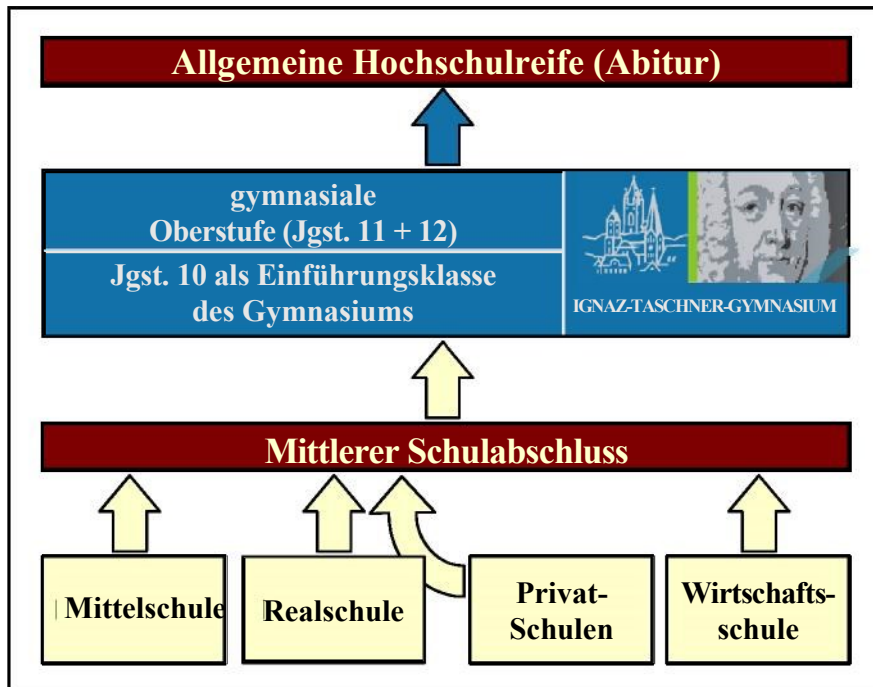 Allgemeine Hochschulreife (Abitur)
gymnasiale
Oberstufe (Jgst. 11 + 12)
Jgst. 10 als Einführungsklasse
des Gymnasiums
IGNAZ-TASCHNER-GYMNASIUM
Mittlerer Schulabschluss
Mittelschule
Realschule
Privat-
Schulen
Wirtschafts-
schule